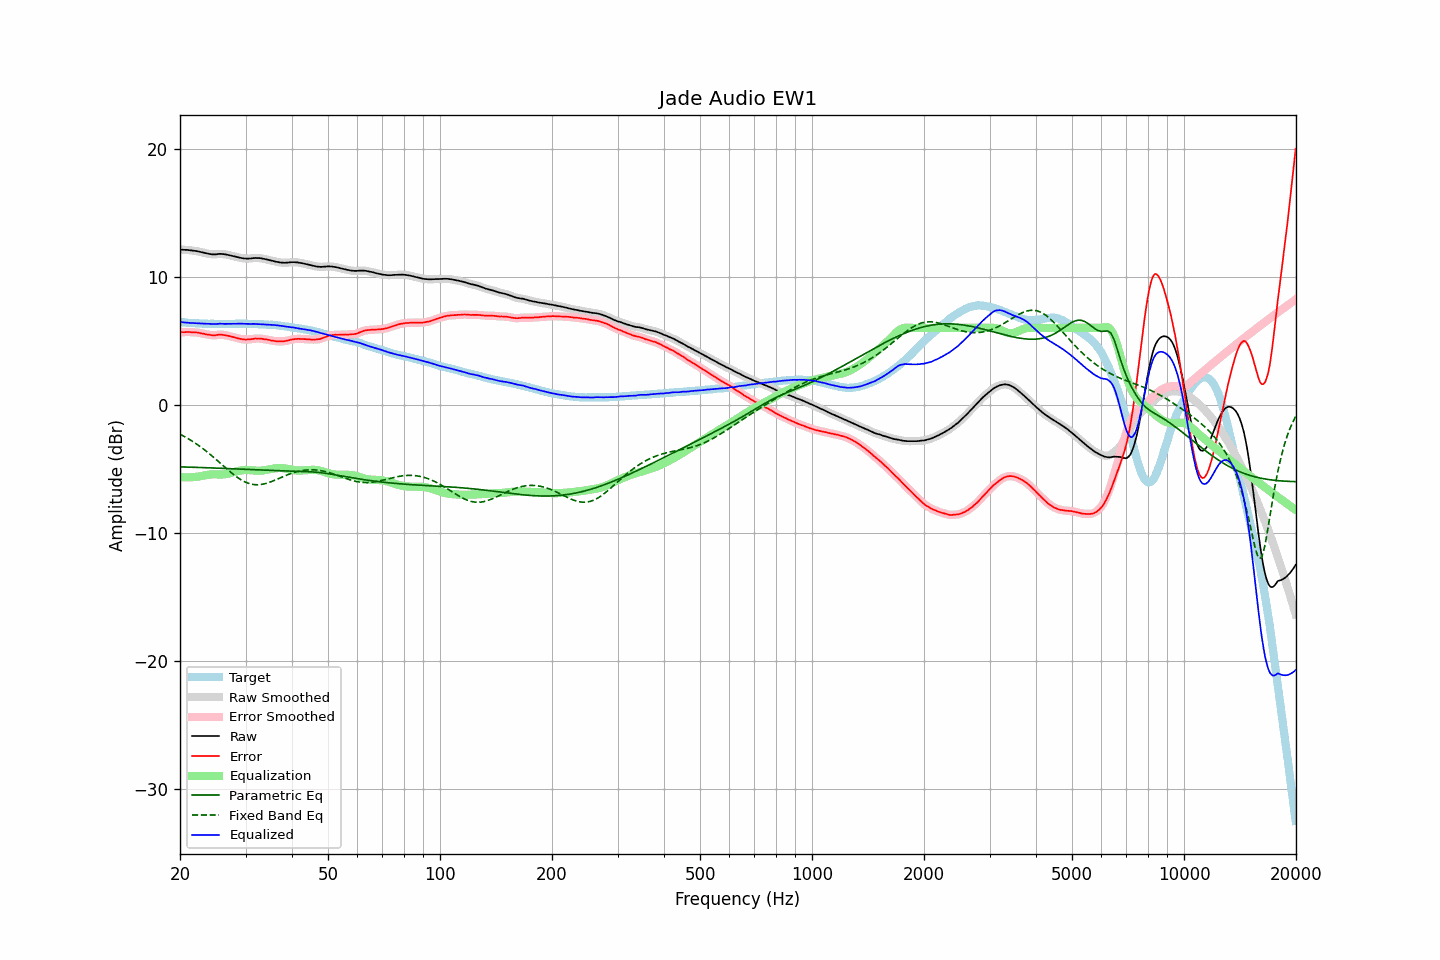 Jade Audio EW1
20
10
0
−10
−20
−30
Amplitude (dBr)
Target
Raw Smoothed
Error Smoothed
Raw
Error
Equalization
Parametric Eq
Fixed Band Eq
Equalized
20 50 100 200 500 1000 2000 5000 10000 20000
Frequency (Hz)